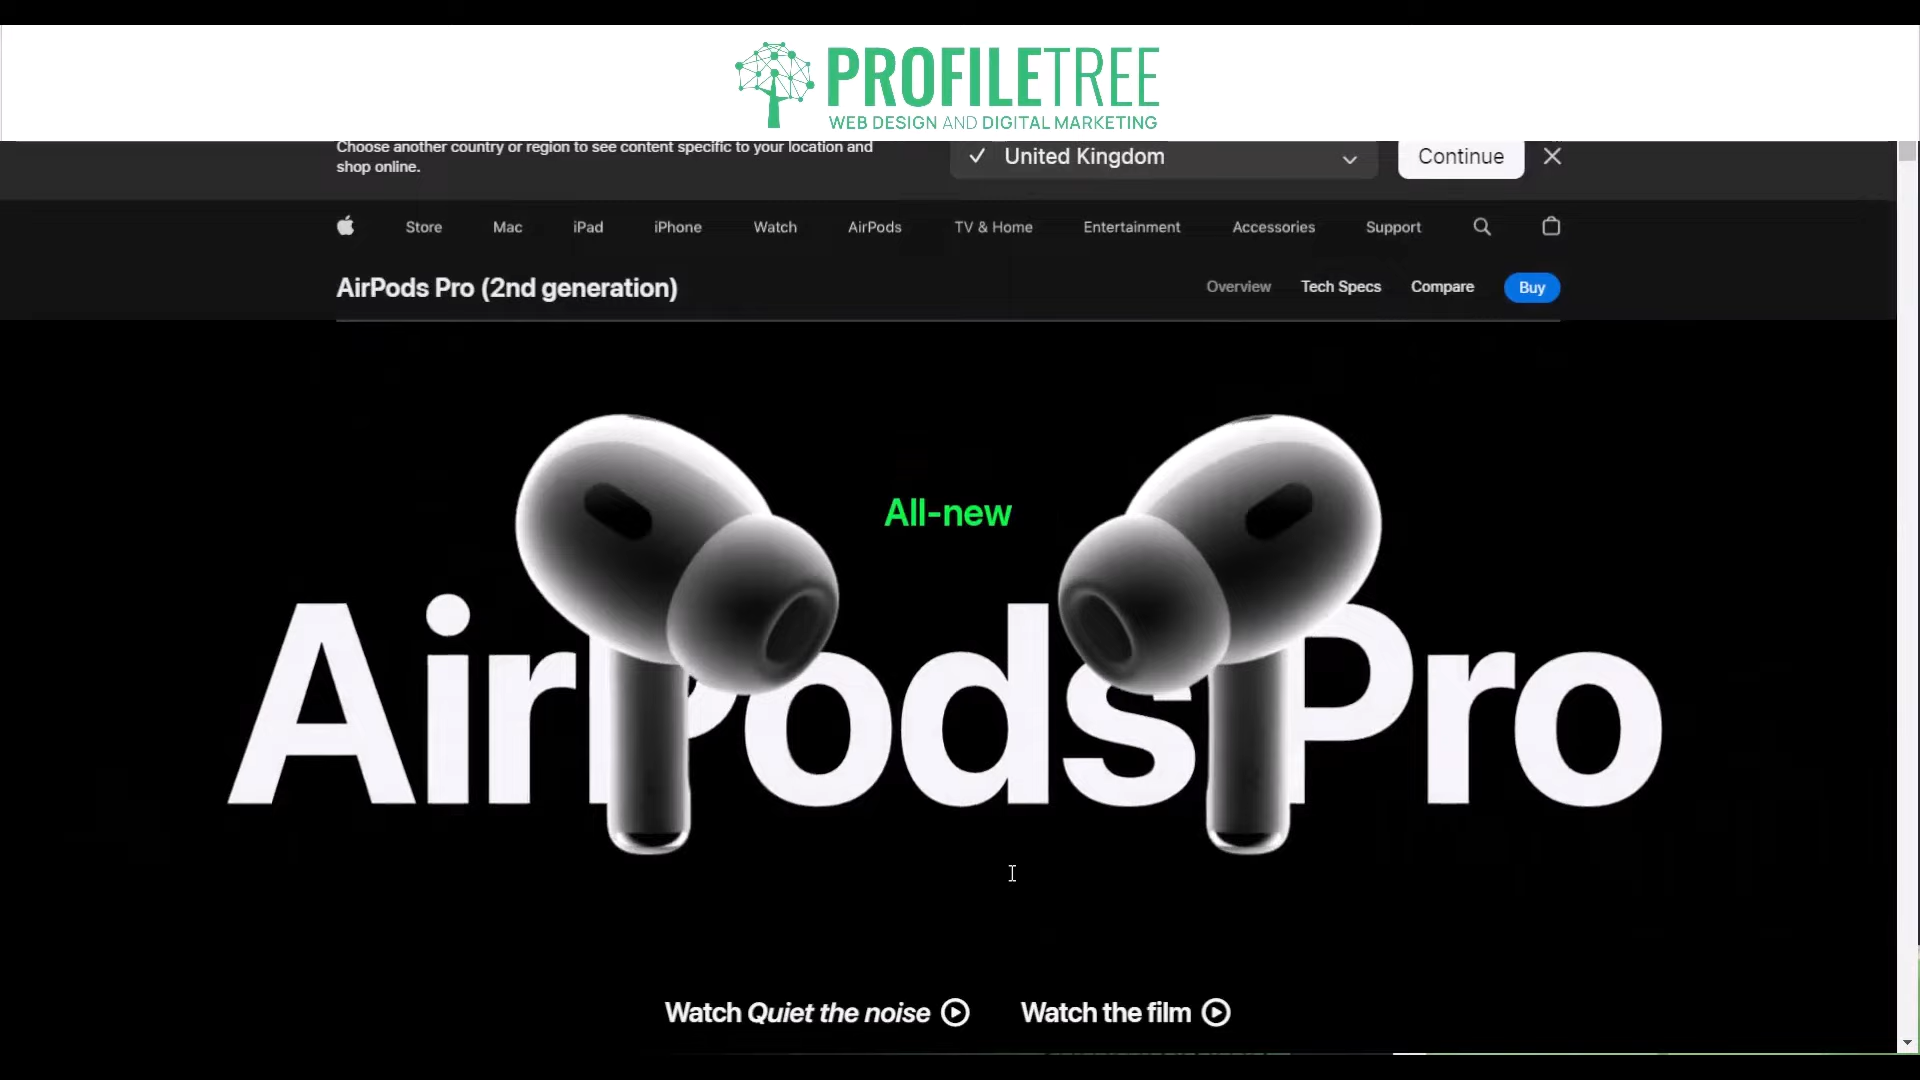 PROFILETREE
WEB DESIGN AND DIGITAL MARKETING
Choose another country or region to see content specific to your location and
shop online.
United Kingdom
Continue
Store Mac iPad iPhone Watch AirPods TV & Home Entertainment Accessories Support
AirPods Pro (2nd generation)
Overview Tech Specs Compare Buy
All-new
AirPods Pro
Watch Quiet the noise
Watch the film